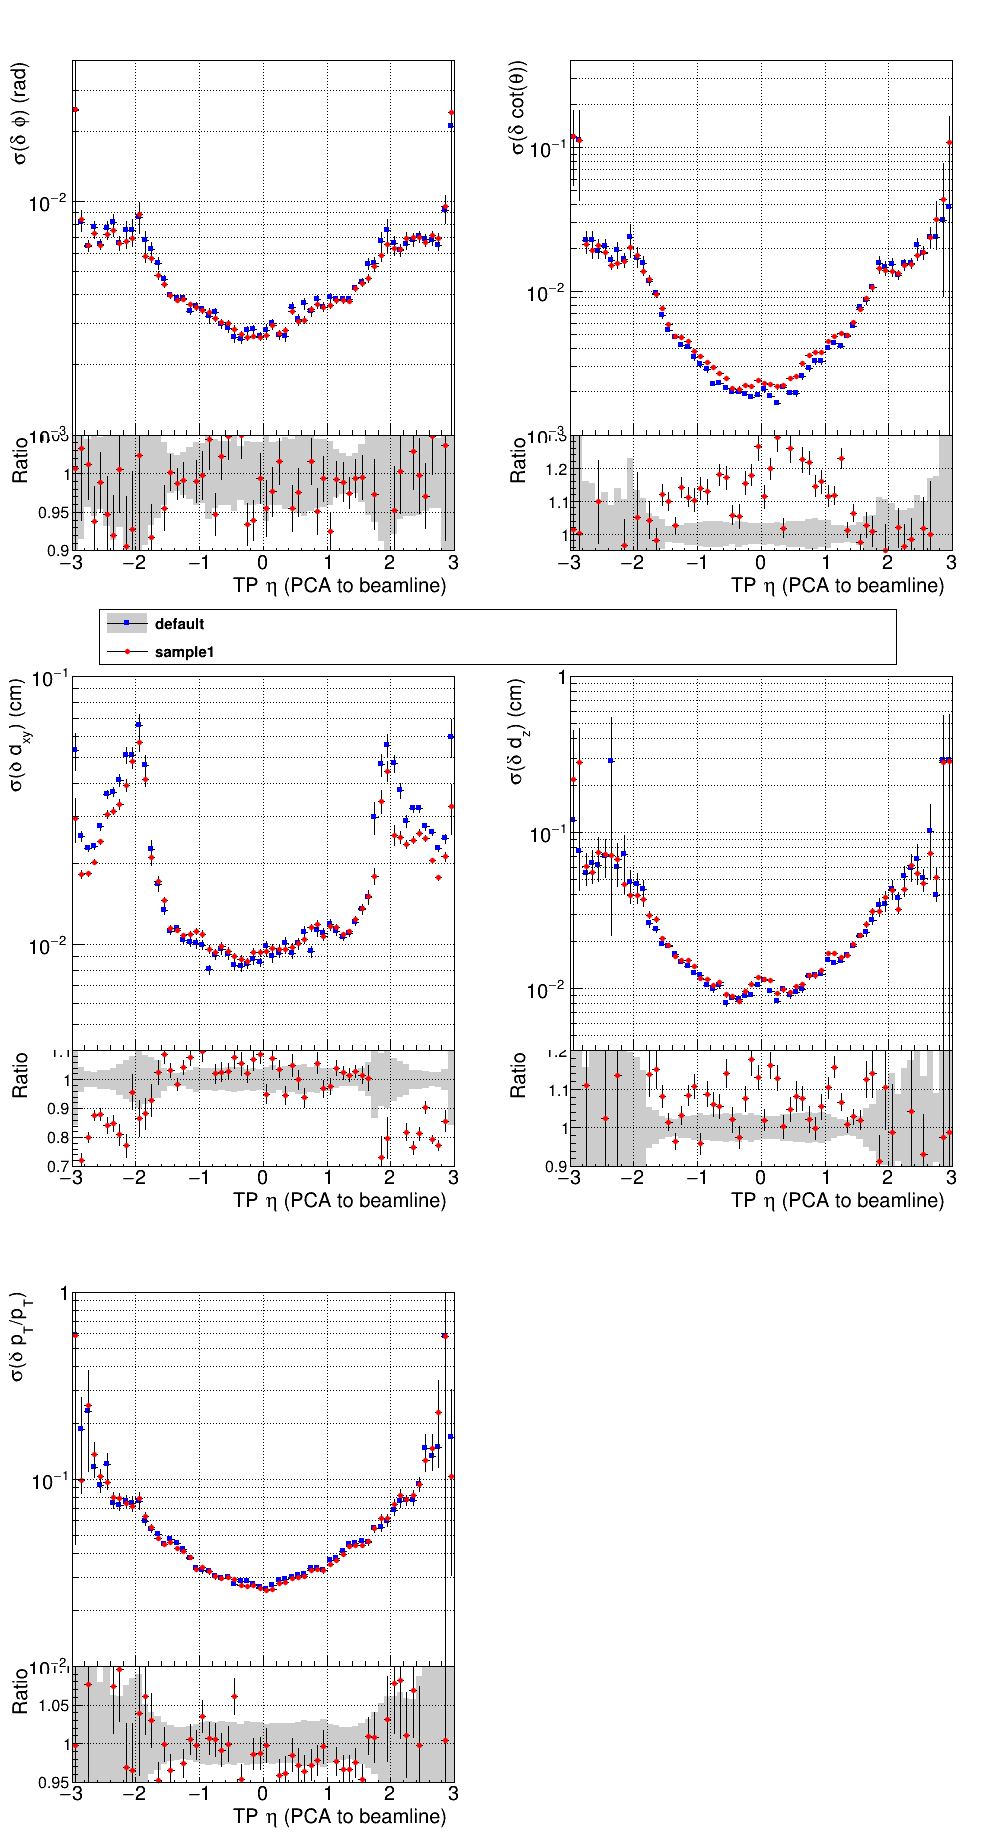 σ(δ φ) (rad)
10⁻²
10⁻³
Ratio
1
0.95
0.9
−3 −2 −1 0 1 2 3
TP η (PCA to beamline)
σ(δ cot(θ))
10⁻¹
10⁻²
10⁻³
Ratio
1.2
1.1
1
−3 −2 −1 0 1 2 3
TP η (PCA to beamline)
default
sample1
σ(δ d_xy) (cm)
10⁻¹
10⁻²
Ratio
1.1
1
0.9
0.8
0.7
−3 −2 −1 0 1 2 3
TP η (PCA to beamline)
σ(δ d_z) (cm)
1
10⁻¹
10⁻²
Ratio
1.2
1.1
1
0.9
−3 −2 −1 0 1 2 3
TP η (PCA to beamline)
σ(δ p_T/p_T)
1
10⁻¹
10⁻²
Ratio
1.05
1
0.95
−3 −2 −1 0 1 2 3
TP η (PCA to beamline)